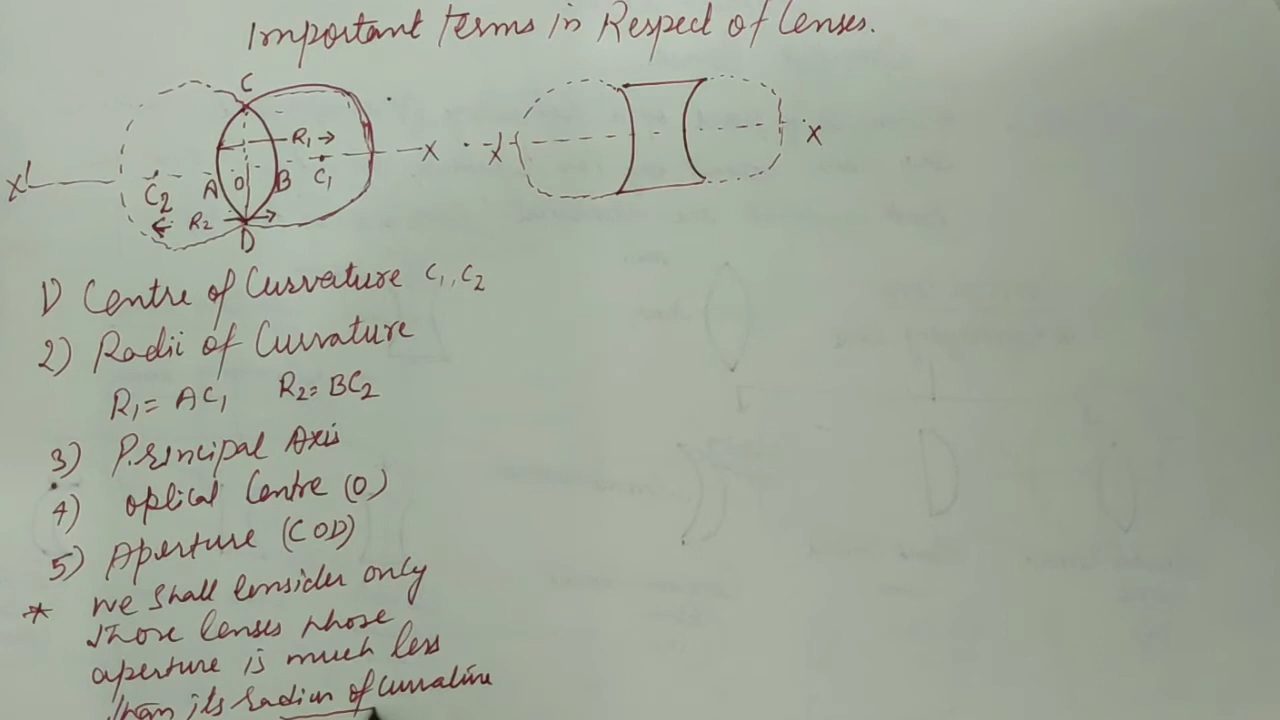 Important Terms in Respect of Lenses.
C
R1 →
X' C2 A O B C1 X
← R2 →
D
X' X
1) Centre of Curvature C1, C2
2) Radii of Curvature
R1 = AC1 R2 = BC2
3) Principal Axis
4) Optical Centre (O)
5) Aperture (COD)
* We shall consider only
those lenses whose
aperture is much less
than its radius of curvature